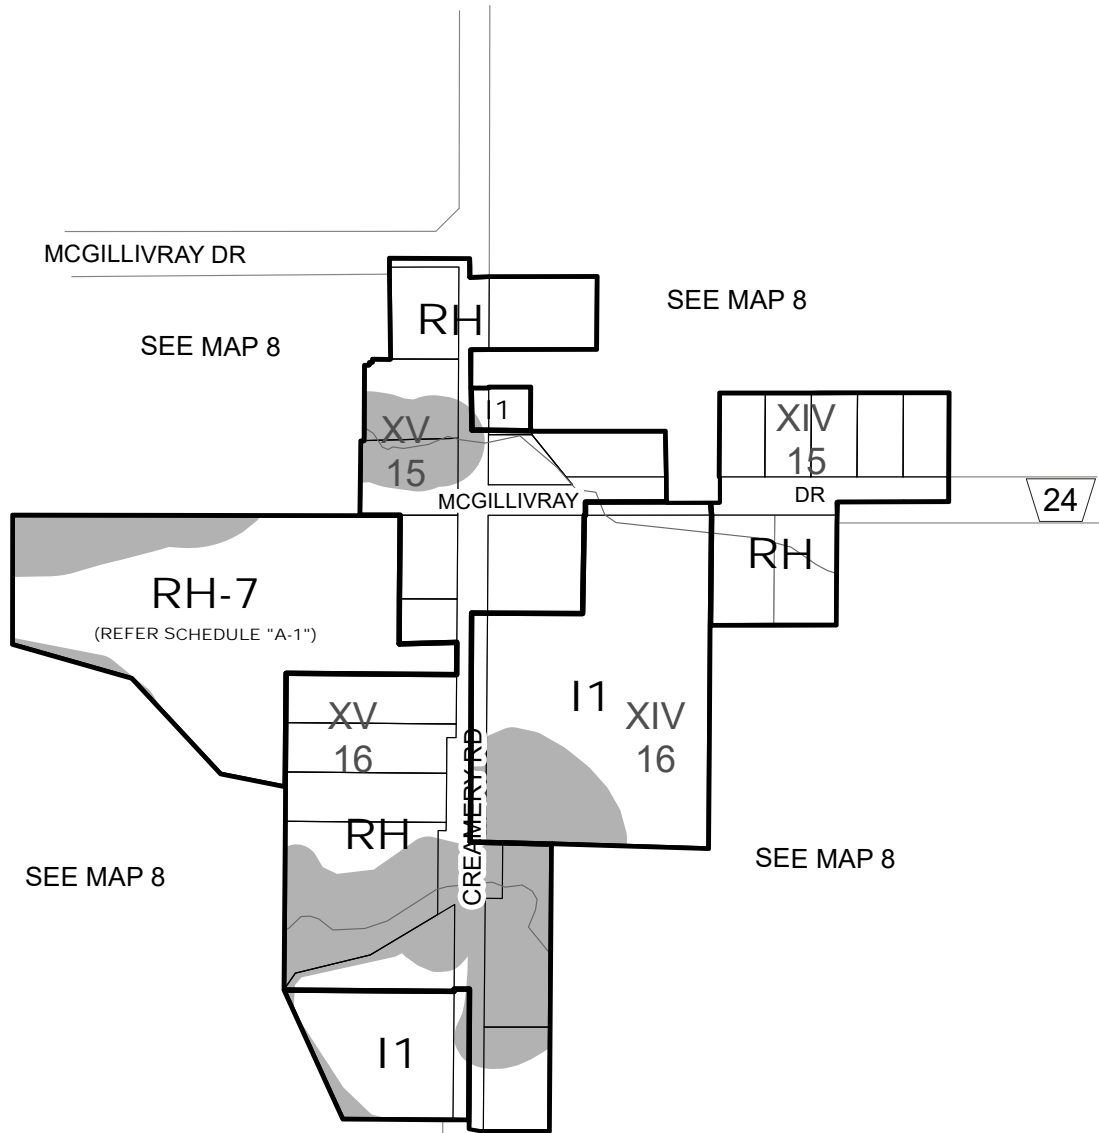 MCGILLIVRAY DR
SEE MAP 8
SEE MAP 8
RH
I1
XV
15
XIV
15
MCGILLIVRAY
DR
24
RH
RH-7
(REFER SCHEDULE "A-1")
I1
XIV
16
XV
16
CREAMERY RD
RH
SEE MAP 8
SEE MAP 8
I1